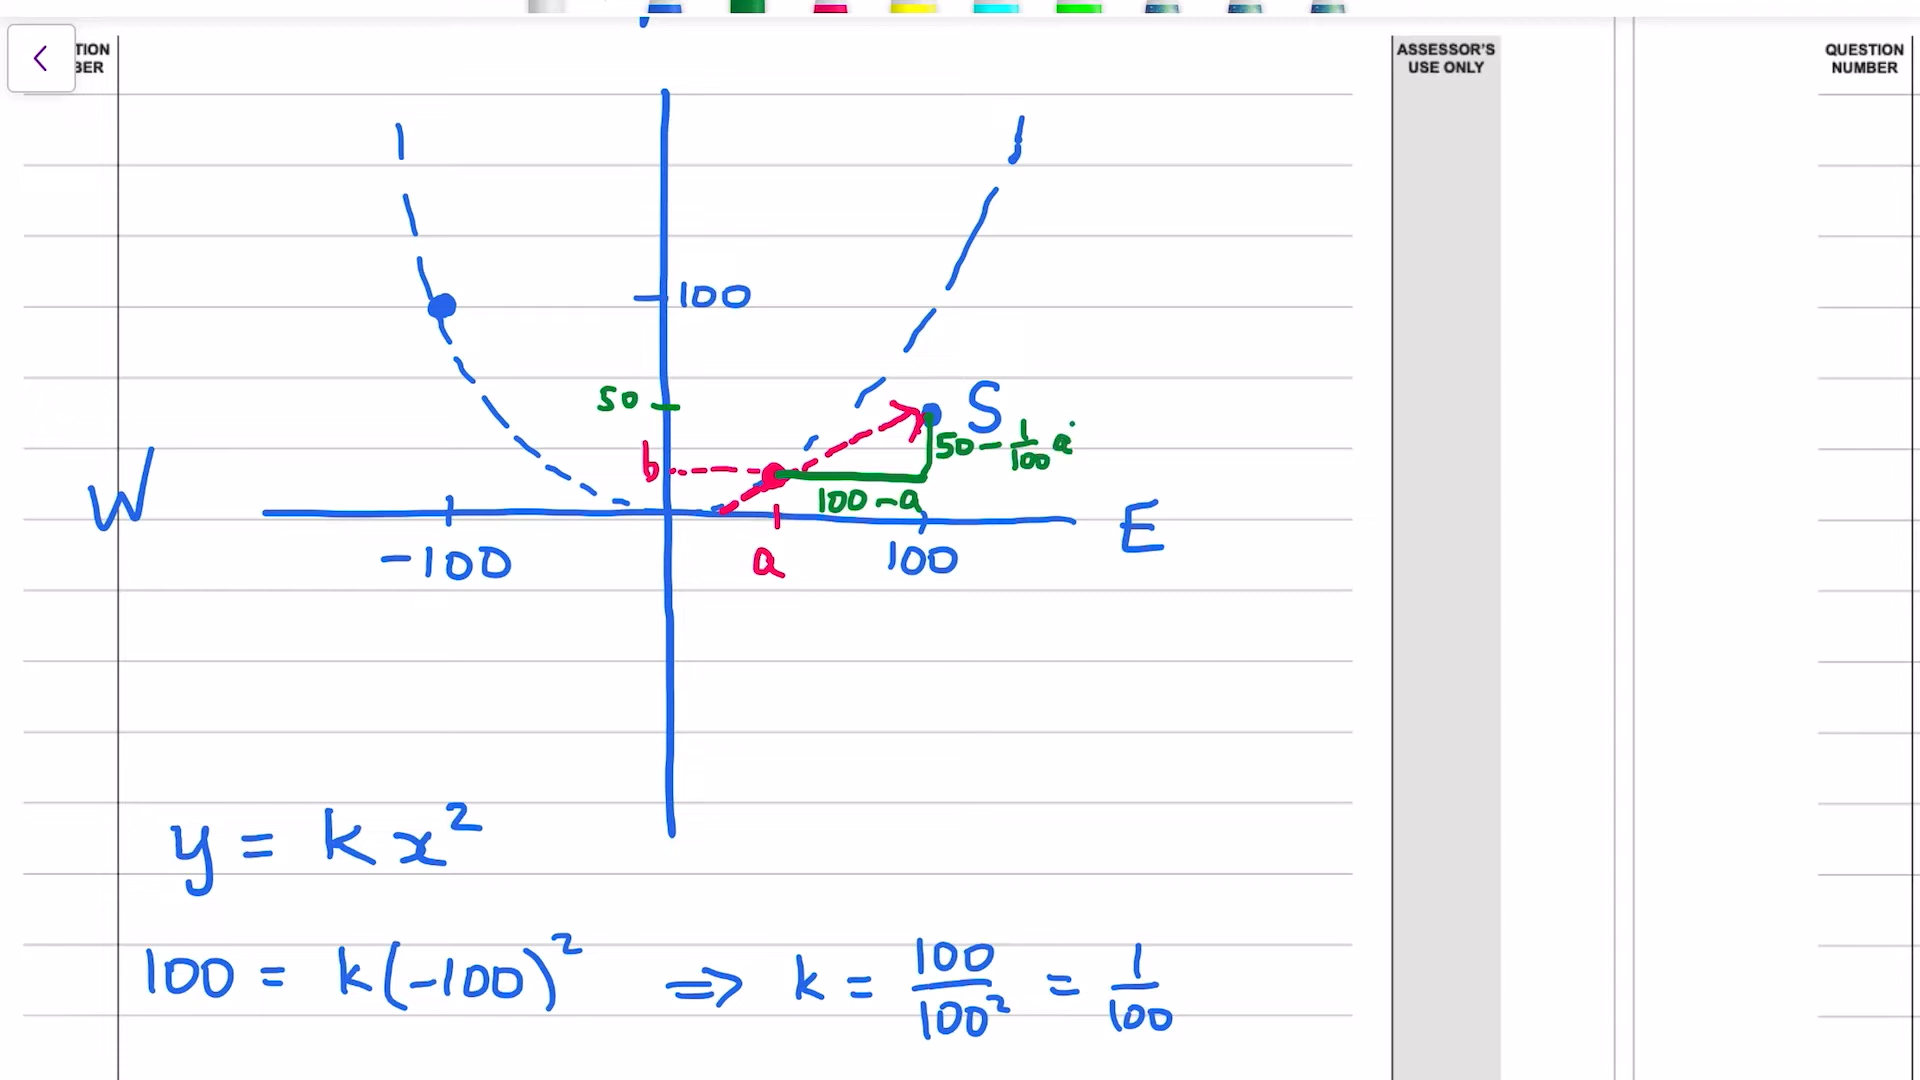 TION
BER
ASSESSOR'S
USE ONLY
QUESTION
NUMBER
100
50
S
b
50 - 1/100 a²
100 - a
W
E
-100
a
100
y = kx²
100 = k(-100)² ⇒ k = 100/100² = 1/100